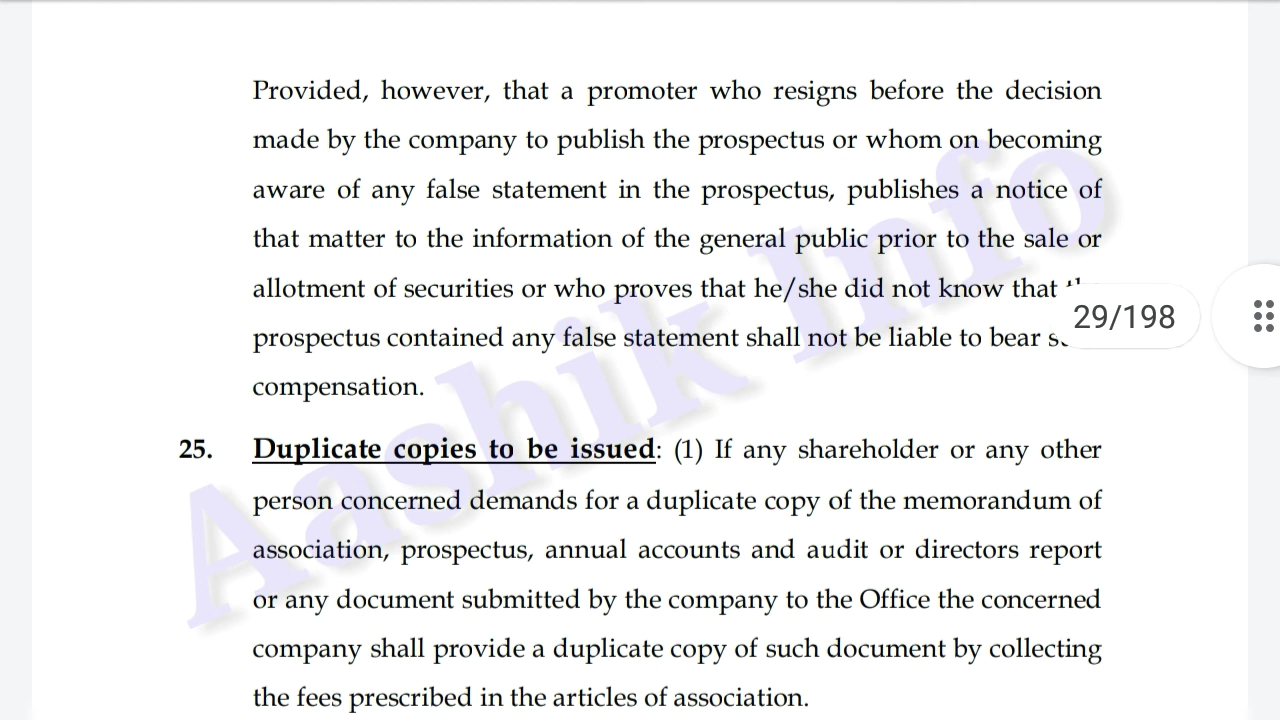 Provided, however, that a promoter who resigns before the decision
made by the company to publish the prospectus or whom on becoming
aware of any false statement in the prospectus, publishes a notice of
that matter to the information of the general public prior to the sale or
allotment of securities or who proves that he/she did not know that
29/198
prospectus contained any false statement shall not be liable to bear
compensation.
25. Duplicate copies to be issued: (1) If any shareholder or any other
person concerned demands for a duplicate copy of the memorandum of
association, prospectus, annual accounts and audit or directors report
or any document submitted by the company to the Office the concerned
company shall provide a duplicate copy of such document by collecting
the fees prescribed in the articles of association.
Aashik Info